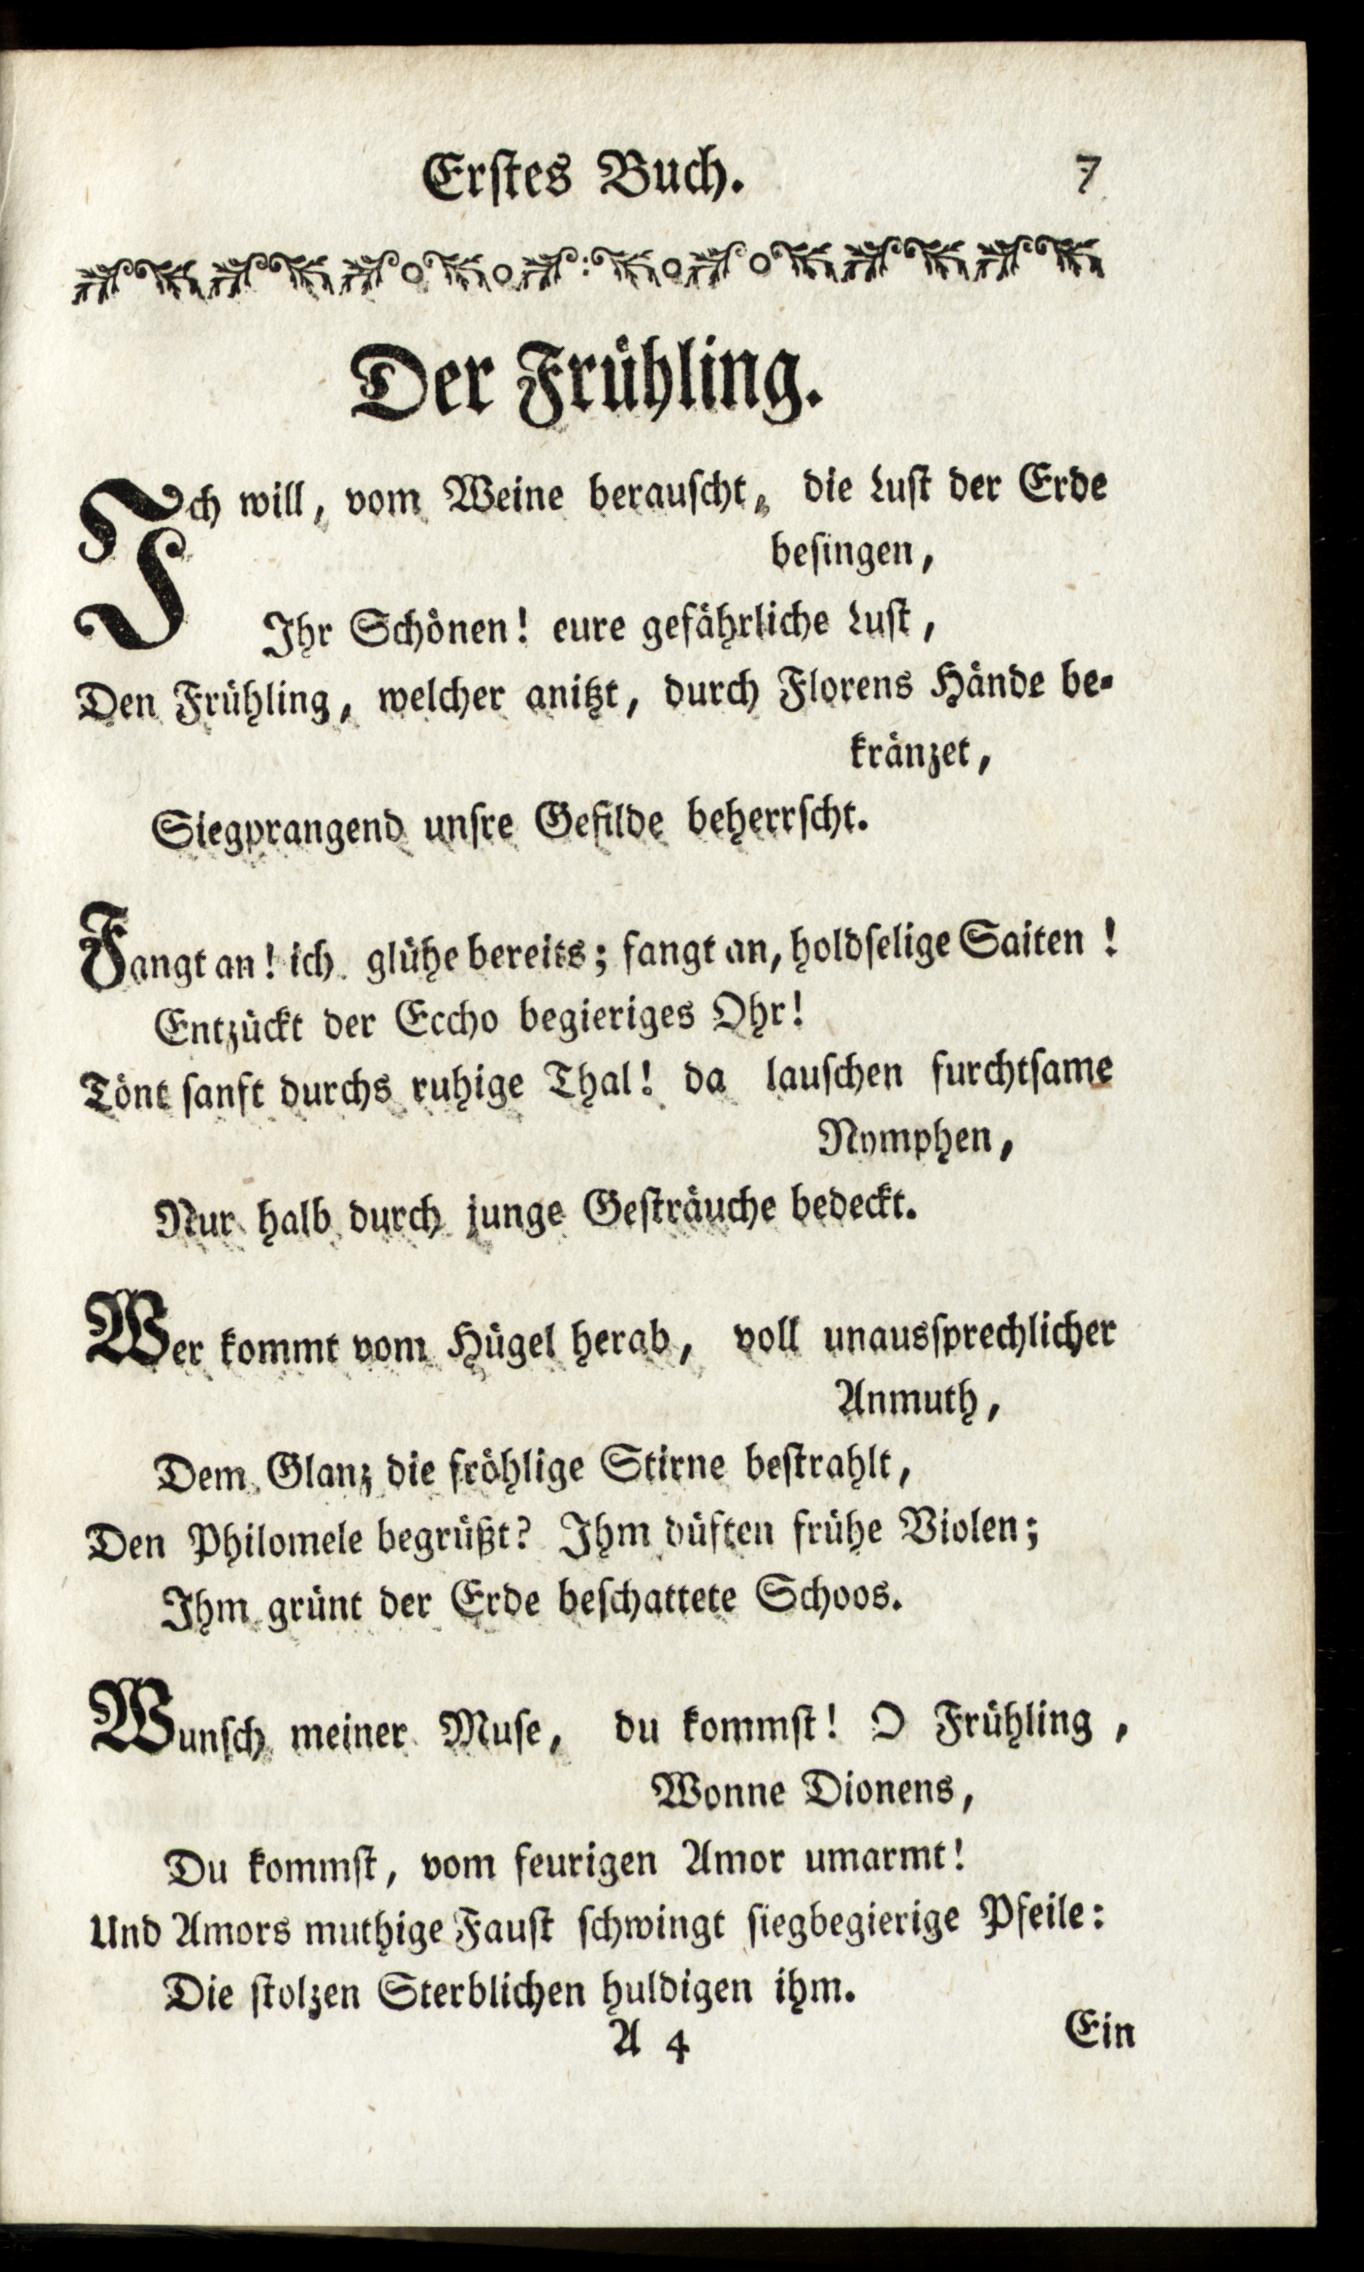 Erſtes Buch. 7
Der Frühling.
Ich will, vom Weine berauſcht, die Luſt der Erde
beſingen,
Ihr Schönen! eure gefährliche Luſt,
Den Frühling, welcher anitzt, durch Florens Hände be-
kränzet,
Siegprangend unſre Gefilde beherrſcht.
Fangt an! ich glühe bereits; fangt an, holdſelige Saiten!
Entzückt der Eccho begieriges Ohr!
Tönt ſanft durchs ruhige Thal! da lauſchen furchtſame
Nymphen,
Nur halb durch junge Geſträuche bedeckt.
Wer kommt vom Hügel herab, voll unausſprechlicher
Anmuth,
Dem Glanz die fröhlige Stirne beſtrahlt,
Den Philomele begrüßt? Ihm düften frühe Violen;
Ihm grünt der Erde beſchattete Schoos.
Wunſch meiner Muſe, du kommſt! O Frühling,
Wonne Dionens,
Du kommſt, vom feurigen Amor umarmt!
Und Amors muthige Fauſt ſchwingt ſiegbegierige Pfeile:
Die ſtolzen Sterblichen huldigen ihm.
A 4 Ein